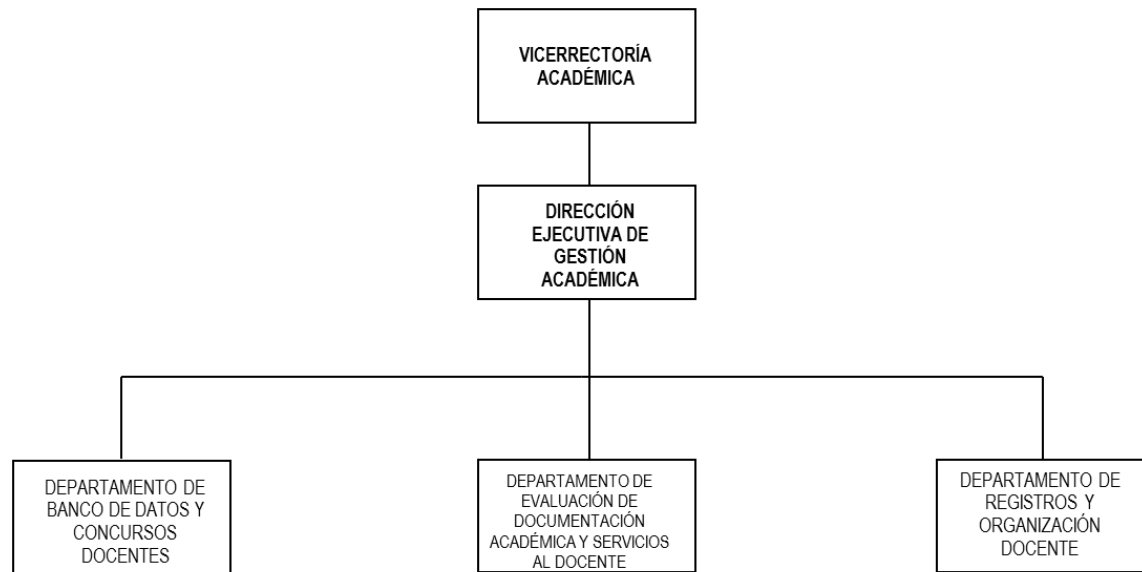 VICERRECTORÍA
ACADÉMICA
DIRECCIÓN
EJECUTIVA DE
GESTIÓN
ACADÉMICA
DEPARTAMENTO DE
BANCO DE DATOS Y
CONCURSOS
DOCENTES
DEPARTAMENTO DE
EVALUACIÓN DE
DOCUMENTACIÓN
ACADÉMICA Y SERVICIOS
AL DOCENTE
DEPARTAMENTO DE
REGISTROS Y
ORGANIZACIÓN
DOCENTE